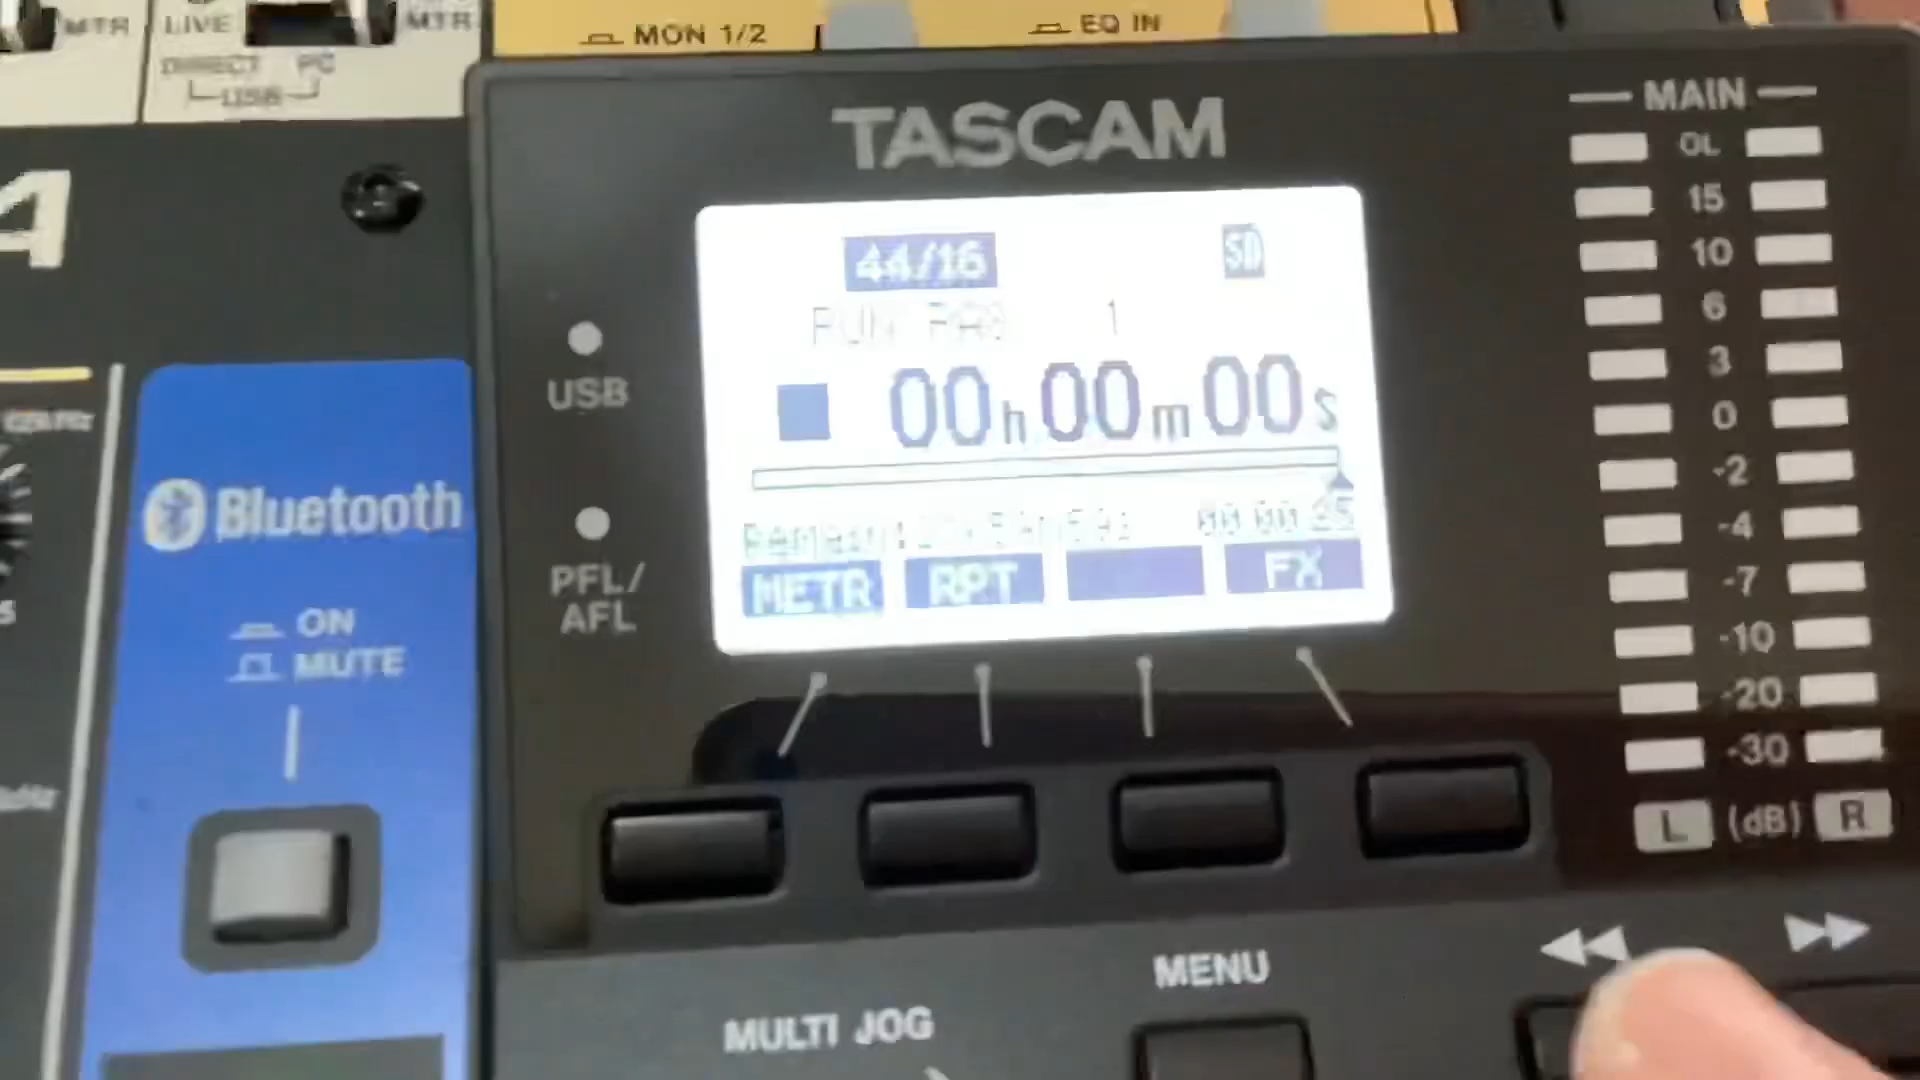 MTR
LIVE
MTR
DIRECT PC
USB
MON 1/2
EQ IN
TASCAM
MAIN
44/16
SD
1
00h00m00s
METR RPT FX
USB
PFL/
AFL
Bluetooth
ON
MUTE
OL
15
10
6
3
0
-2
-4
-7
-10
-20
-30
L (dB) R
MENU
MULTI JOG